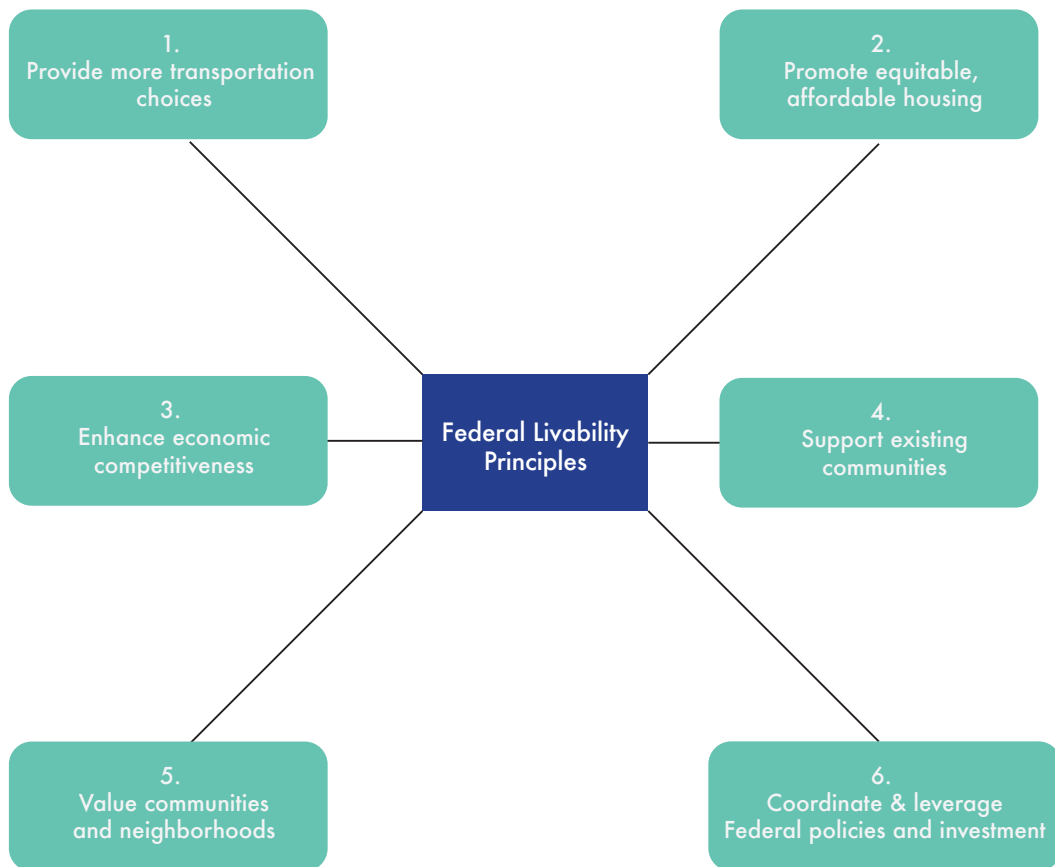 1.
Provide more transportation
choices
2.
Promote equitable,
affordable housing
3.
Enhance economic
competitiveness
Federal Livability
Principles
4.
Support existing
communities
5.
Value communities
and neighborhoods
6.
Coordinate & leverage
Federal policies and investment